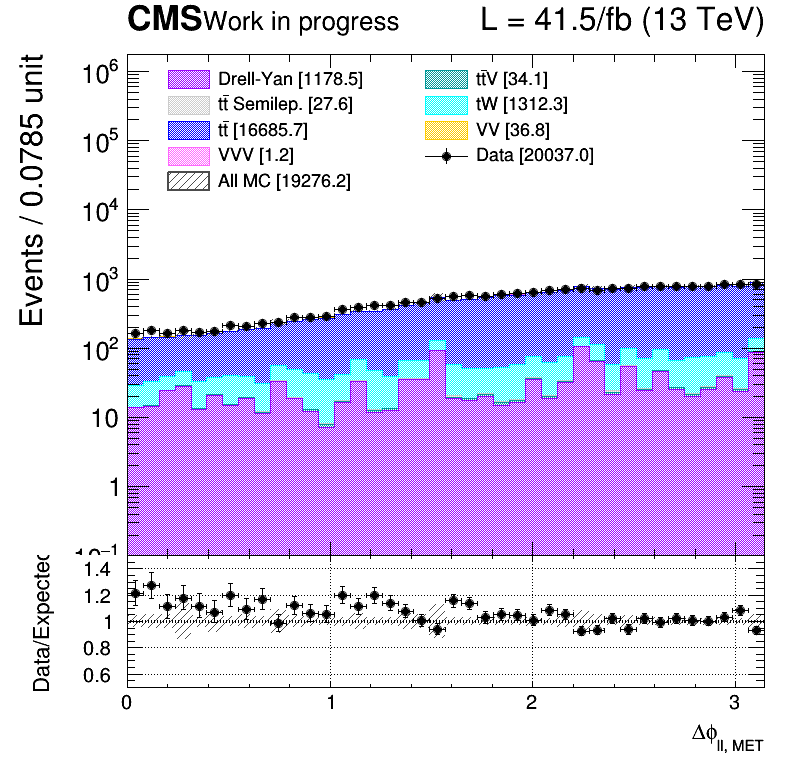 CMS Work in progress L = 41.5/fb (13 TeV)
Events / 0.0785 unit
10⁶
10⁵
10⁴
10³
10²
10
1
10⁻¹
Drell-Yan [1178.5]
tt̄ Semilep. [27.6]
tt̄ [16685.7]
VVV [1.2]
All MC [19276.2]
tt̄V [34.1]
tW [1312.3]
VV [36.8]
Data [20037.0]
Data/Expected
1.4
1.2
1
0.8
0.6
0 1 2 3
Δϕ_ll, MET